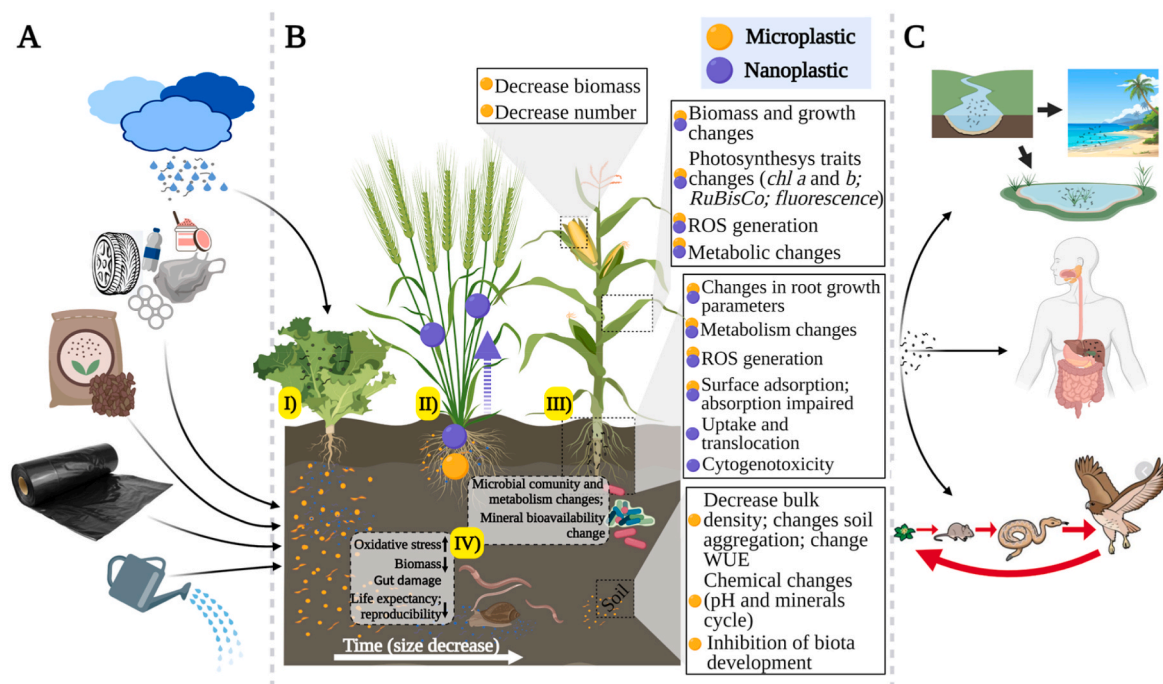 A
B
C
Microplastic
Nanoplastic
Decrease biomass
Decrease number
Biomass and growth
changes
Photosynthesys traits
changes (chl a and b;
RuBisCo; fluorescence)
ROS generation
Metabolic changes
Changes in root growth
parameters
Metabolism changes
ROS generation
Surface adsorption;
absorption impaired
Uptake and
translocation
Cytogenotoxicity
I)
II)
III)
Microbial comunity and
metabolism changes;
Mineral bioavailability
change
IV)
Oxidative stress
Biomass
Gut damage
Life expectancy;
reproducibility
Soil
Time (size decrease)
Decrease bulk
density; changes soil
aggregation; change
WUE
Chemical changes
(pH and minerals
cycle)
Inhibition of biota
development